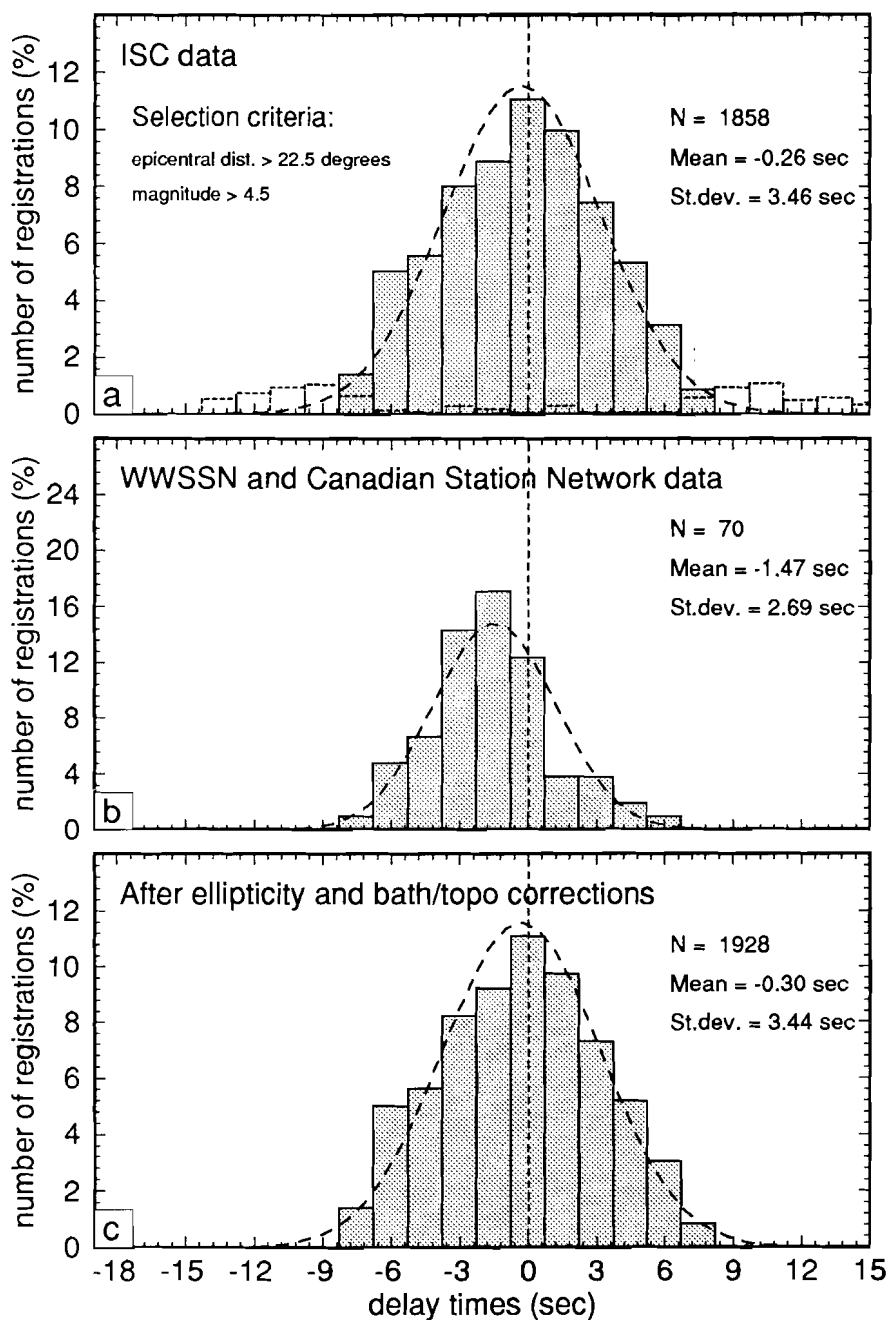 number of registrations (%)
12
10
8
6
4
2
0
ISC data
Selection criteria:
epicentral dist. > 22.5 degrees
magnitude > 4.5
N = 1858
Mean = -0.26 sec
St.dev. = 3.46 sec
a
number of registrations (%)
24
20
16
12
8
4
0
WWSSN and Canadian Station Network data
N = 70
Mean = -1.47 sec
St.dev. = 2.69 sec
b
number of registrations (%)
12
10
8
6
4
2
0
After ellipticity and bath/topo corrections
N = 1928
Mean = -0.30 sec
St.dev. = 3.44 sec
c
-18 -15 -12 -9 -6 -3 0 3 6 9 12 15
delay times (sec)